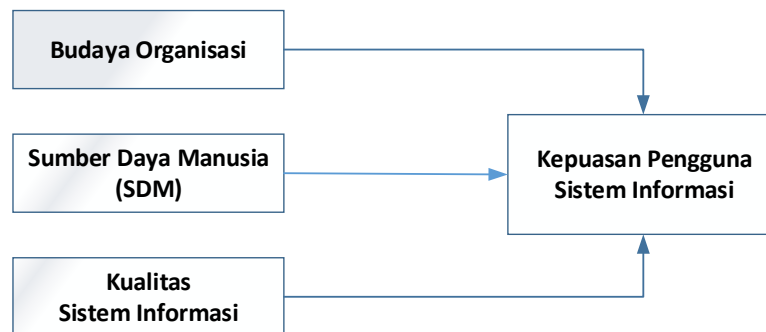 Budaya Organisasi
Sumber Daya Manusia
(SDM)
Kepuasan Pengguna
Sistem Informasi
Kualitas
Sistem Informasi